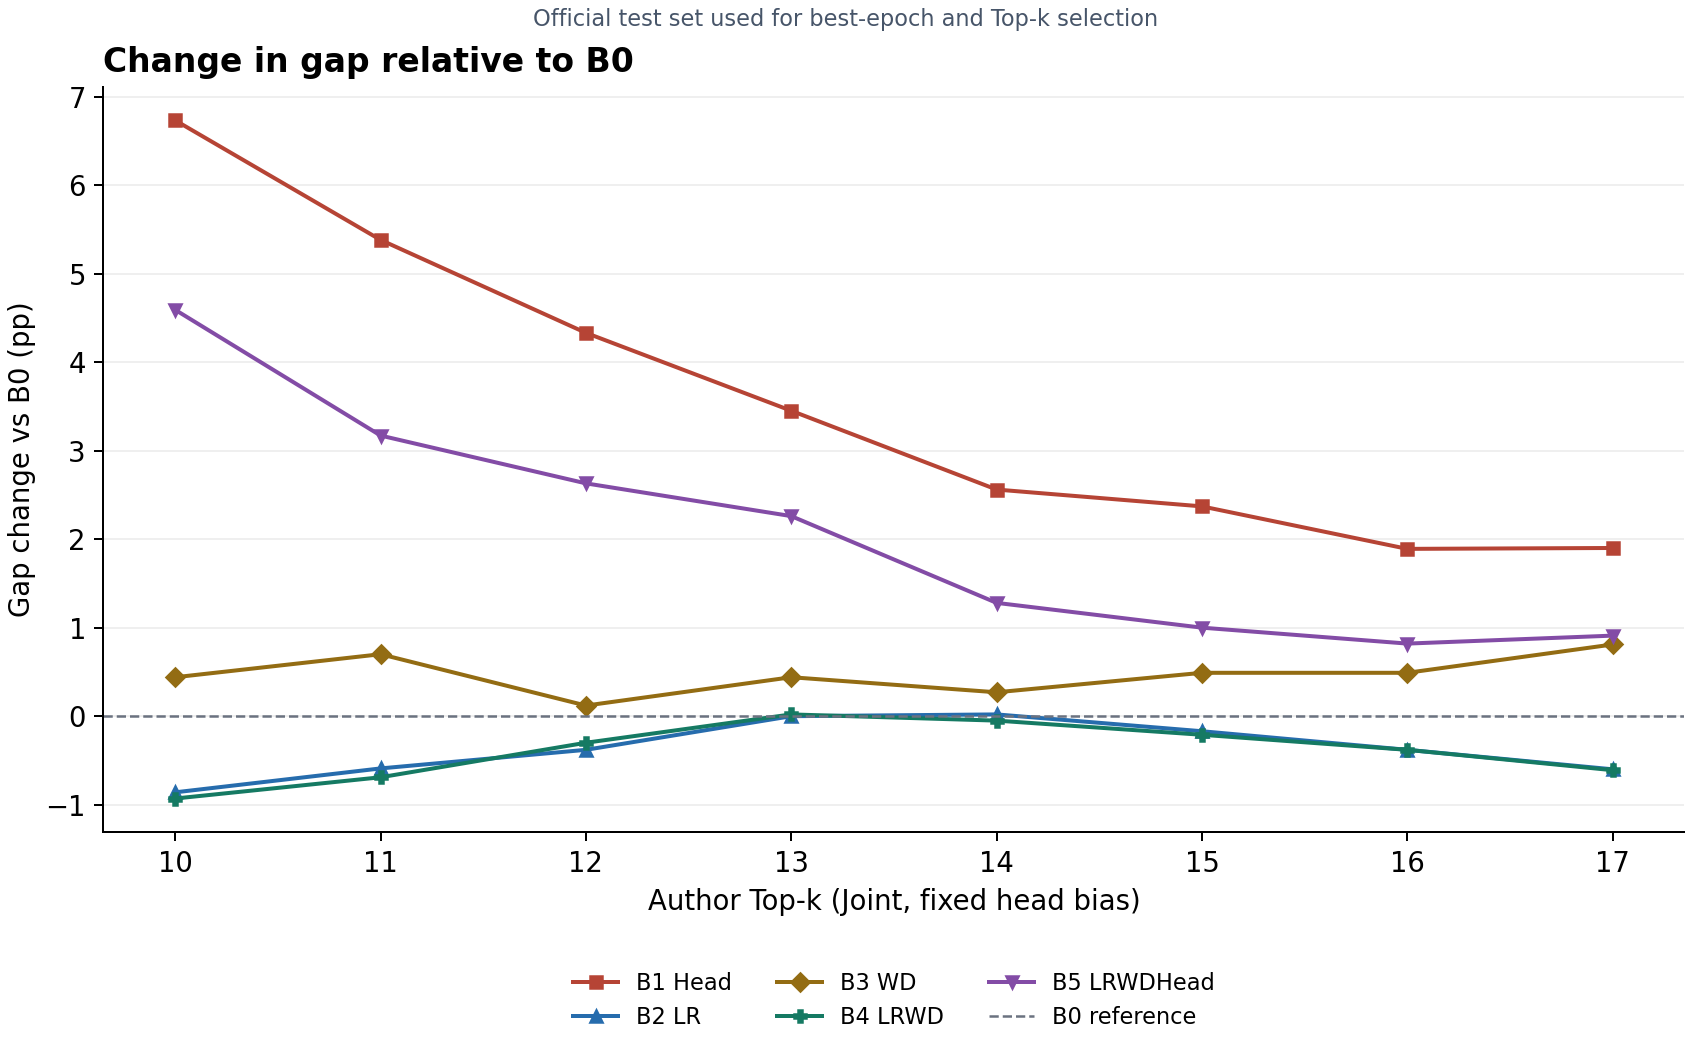 Official test set used for best-epoch and Top-k selection
Change in gap relative to B0
Gap change vs B0 (pp)
7
6
5
4
3
2
1
0
−1
10 11 12 13 14 15 16 17
Author Top-k (Joint, fixed head bias)
B1 Head B3 WD B5 LRWDHead
B2 LR B4 LRWD B0 reference